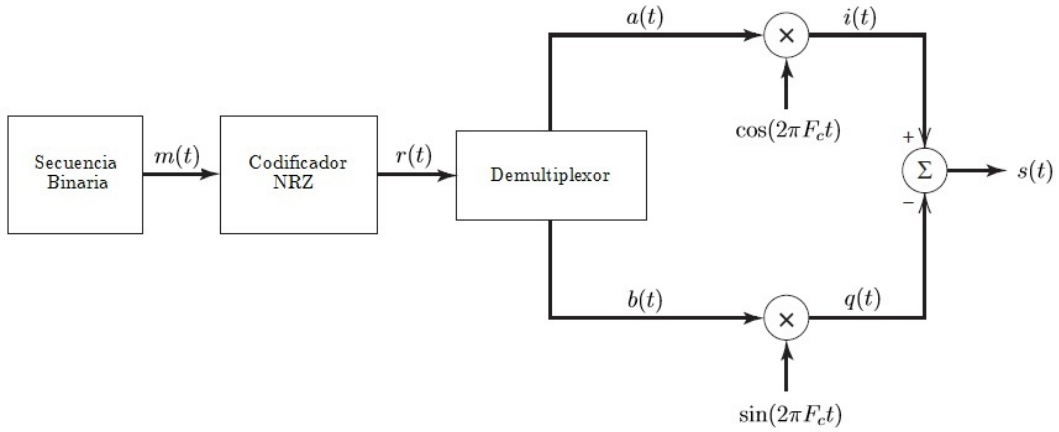 a(t)
×
i(t)
cos(2πF_c t)
Secuencia
Binaria
m(t)
Codificador
NRZ
r(t)
Demultiplexor
+
Σ
−
s(t)
b(t)
×
q(t)
sin(2πF_c t)